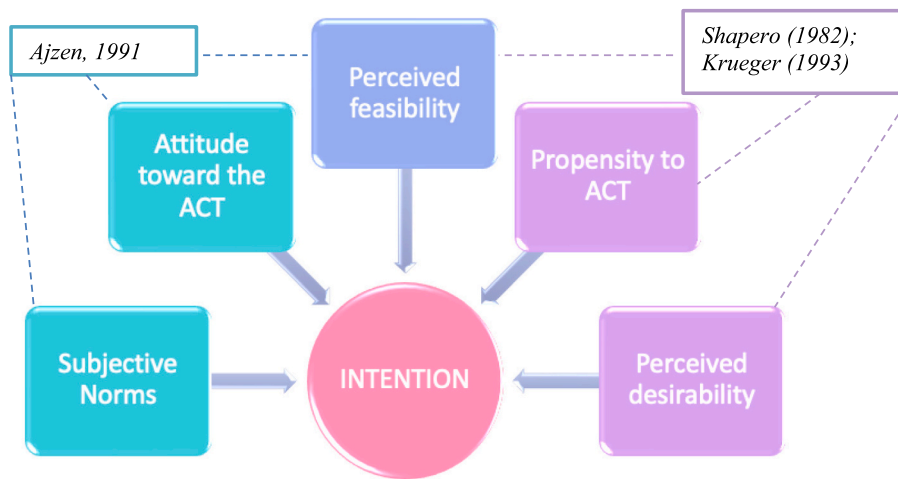 Ajzen, 1991
Shapero (1982);
Krueger (1993)
Perceived
feasibility
Attitude
toward the
ACT
Propensity to
ACT
Subjective
Norms
INTENTION
Perceived
desirability